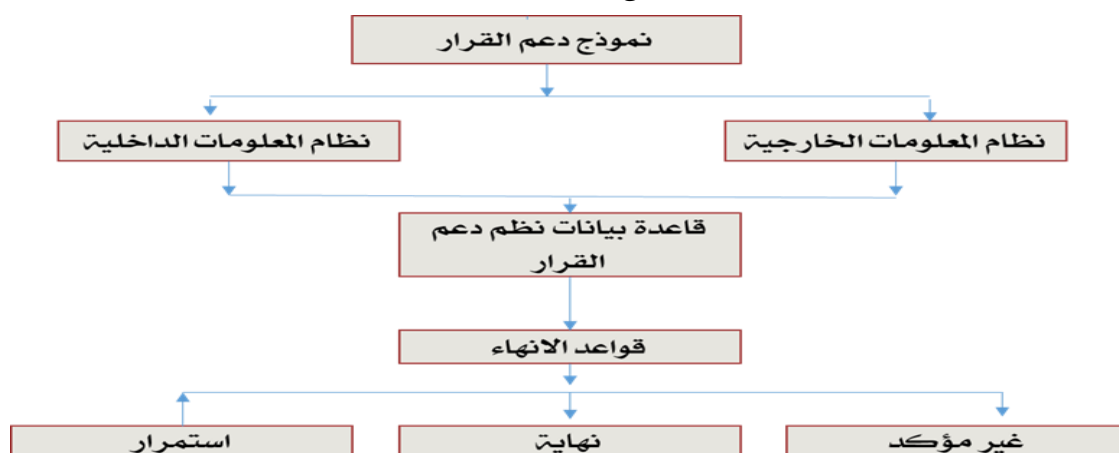 نموذج دعم القرار
نظام المعلومات الخارجية
نظام المعلومات الداخلية
قاعدة بيانات نظم دعم
القرار
قواعد الانهاء
غير مؤكد
نهاية
استمرار